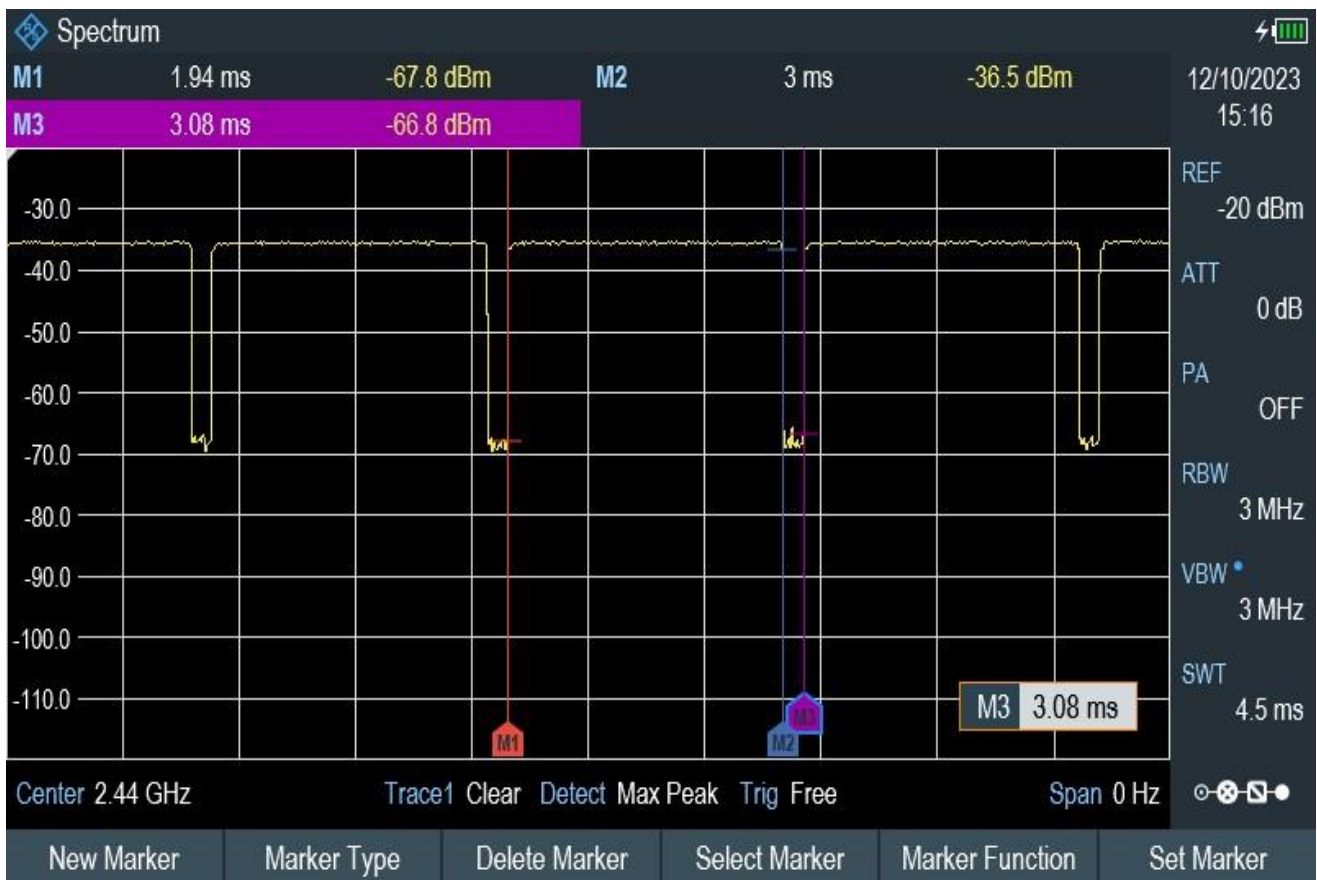 Spectrum
M1 1.94 ms -67.8 dBm M2 3 ms -36.5 dBm 12/10/2023
M3 3.08 ms -66.8 dBm 15:16
REF
-20 dBm
ATT
0 dB
PA
OFF
RBW
3 MHz
VBW
3 MHz
SWT
4.5 ms
-30.0
-40.0
-50.0
-60.0
-70.0
-80.0
-90.0
-100.0
-110.0
M3 3.08 ms
M1 M2 M3
Center 2.44 GHz Trace1 Clear Detect Max Peak Trig Free Span 0 Hz
New Marker Marker Type Delete Marker Select Marker Marker Function Set Marker